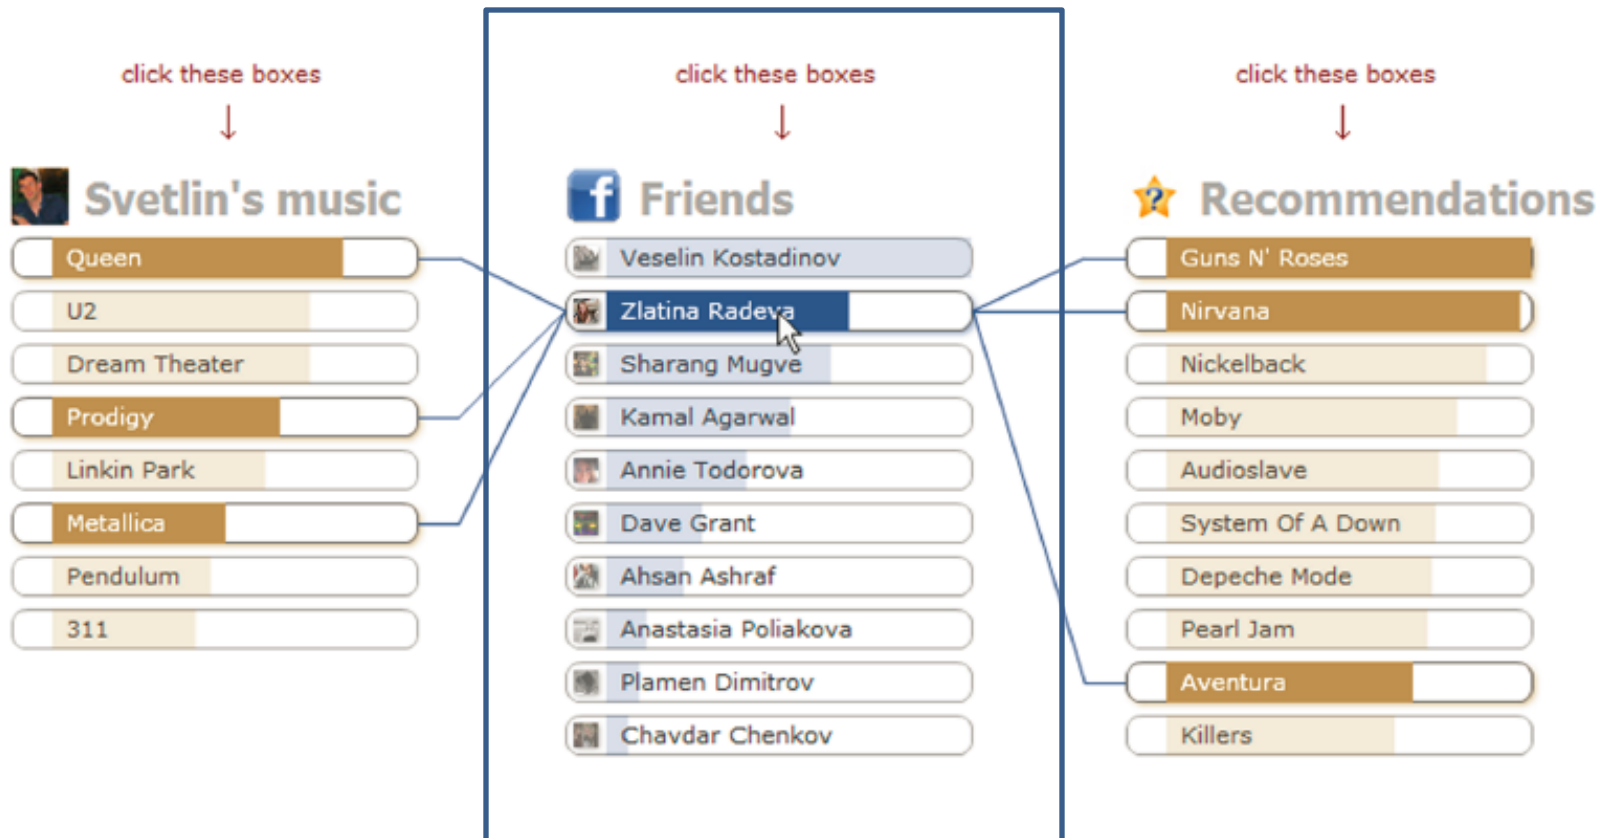 click these boxes
↓
Svetlin's music
Queen
U2
Dream Theater
Prodigy
Linkin Park
Metallica
Pendulum
311
click these boxes
↓
f Friends
Veselin Kostadinov
Zlatina Radeva
Sharang Mugve
Kamal Agarwal
Annie Todorova
Dave Grant
Ahsan Ashraf
Anastasia Poliakova
Plamen Dimitrov
Chavdar Chenkov
click these boxes
↓
? Recommendations
Guns N' Roses
Nirvana
Nickelback
Moby
Audioslave
System Of A Down
Depeche Mode
Pearl Jam
Aventura
Killers